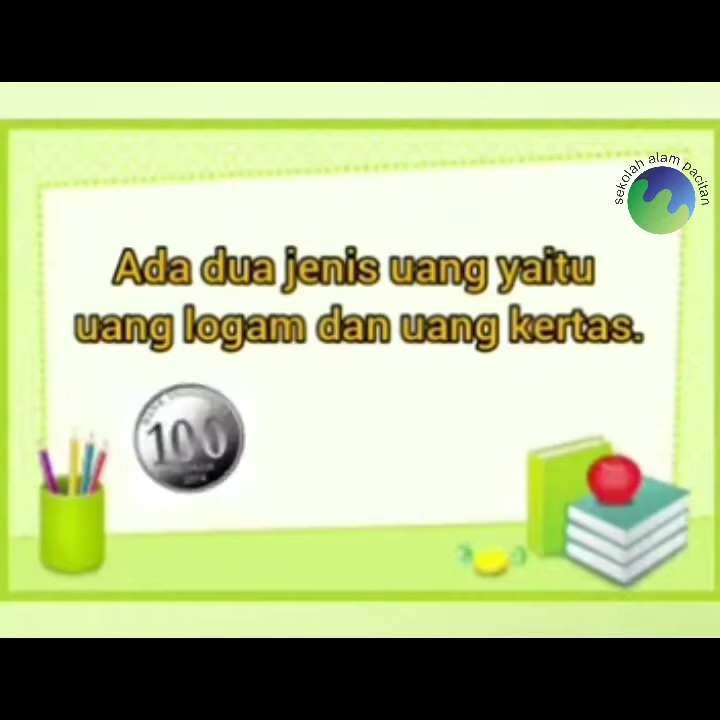 sekolah alam pacitan
Ada dua jenis uang yaitu
uang logam dan uang kertas.
100